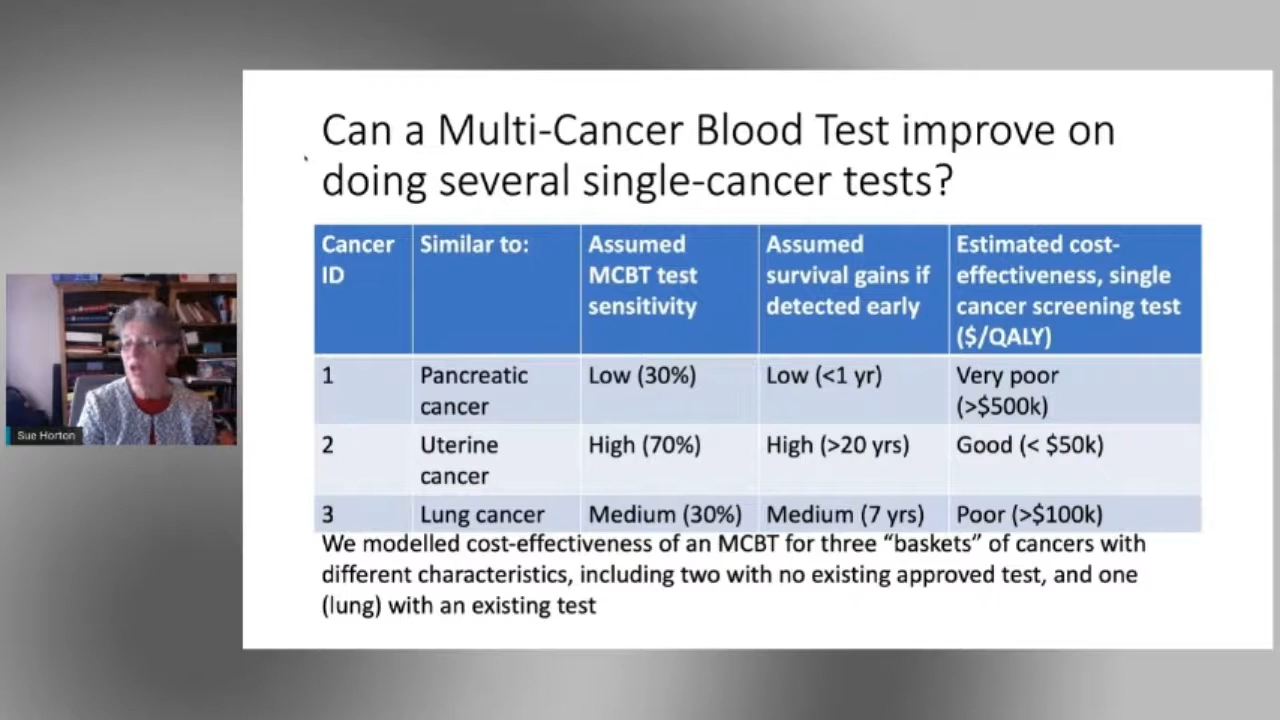 Can a Multi-Cancer Blood Test improve on
doing several single-cancer tests?
Cancer ID
Similar to:
Assumed MCBT test sensitivity
Assumed survival gains if detected early
Estimated cost-effectiveness, single cancer screening test ($/QALY)
1
Pancreatic cancer
Low (30%)
Low (<1 yr)
Very poor (>$500k)
2
Uterine cancer
High (70%)
High (>20 yrs)
Good (< $50k)
3
Lung cancer
Medium (30%)
Medium (7 yrs)
Poor (>$100k)
We modelled cost-effectiveness of an MCBT for three “baskets” of cancers with
different characteristics, including two with no existing approved test, and one
(lung) with an existing test
Sue Horton